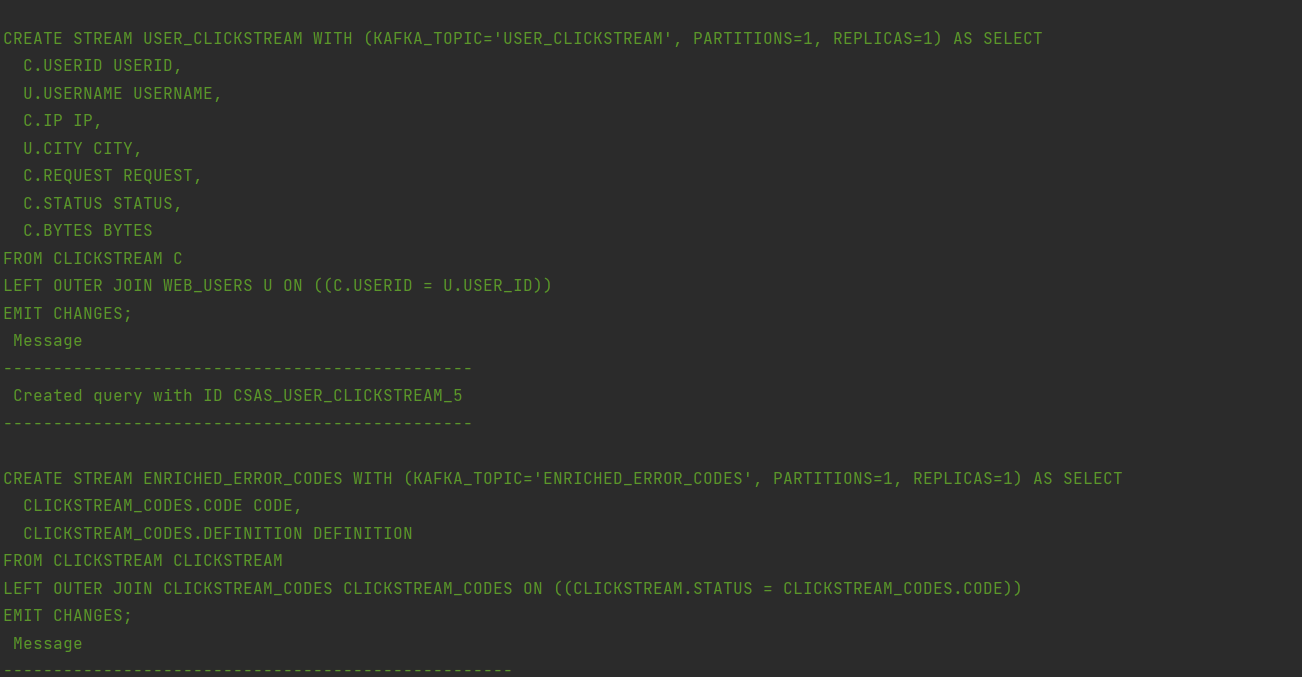 CREATE STREAM USER_CLICKSTREAM WITH (KAFKA_TOPIC='USER_CLICKSTREAM', PARTITIONS=1, REPLICAS=1) AS SELECT
  C.USERID USERID,
  U.USERNAME USERNAME,
  C.IP IP,
  U.CITY CITY,
  C.REQUEST REQUEST,
  C.STATUS STATUS,
  C.BYTES BYTES
FROM CLICKSTREAM C
LEFT OUTER JOIN WEB_USERS U ON ((C.USERID = U.USER_ID))
EMIT CHANGES;
 Message
-----------------------------------------------
 Created query with ID CSAS_USER_CLICKSTREAM_5
-----------------------------------------------
CREATE STREAM ENRICHED_ERROR_CODES WITH (KAFKA_TOPIC='ENRICHED_ERROR_CODES', PARTITIONS=1, REPLICAS=1) AS SELECT
  CLICKSTREAM_CODES.CODE CODE,
  CLICKSTREAM_CODES.DEFINITION DEFINITION
FROM CLICKSTREAM CLICKSTREAM
LEFT OUTER JOIN CLICKSTREAM_CODES CLICKSTREAM_CODES ON ((CLICKSTREAM.STATUS = CLICKSTREAM_CODES.CODE))
EMIT CHANGES;
 Message
---------------------------------------------------